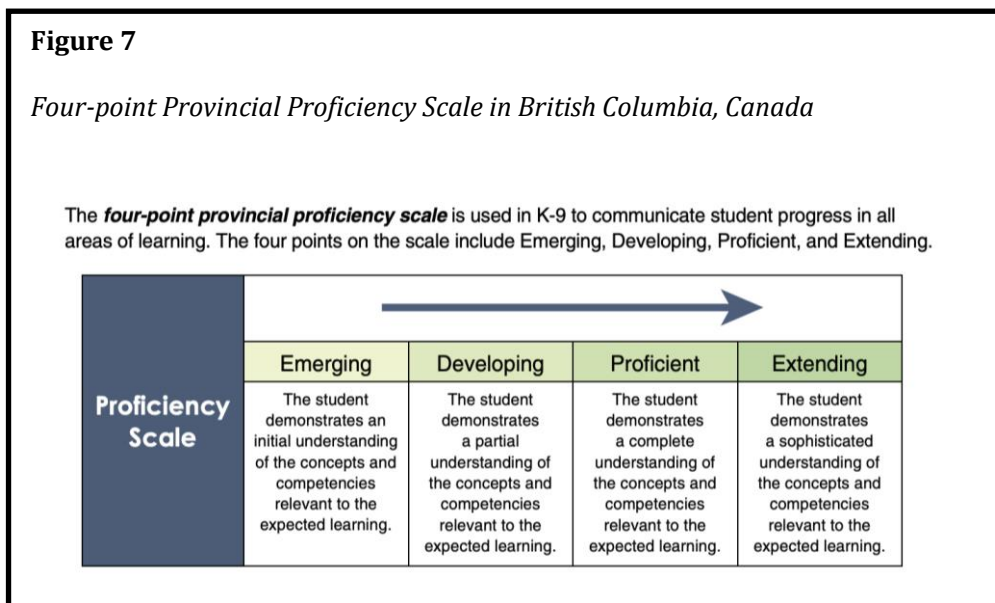 Figure 7
Four-point Provincial Proficiency Scale in British Columbia, Canada
The four-point provincial proficiency scale is used in K-9 to communicate student progress in all
areas of learning. The four points on the scale include Emerging, Developing, Proficient, and Extending.
Proficiency
Scale
Emerging
The student
demonstrates an
initial understanding
of the concepts and
competencies
relevant to the
expected learning.
Developing
The student
demonstrates
a partial
understanding of
the concepts and
competencies
relevant to the
expected learning.
Proficient
The student
demonstrates
a complete
understanding of
the concepts and
competencies
relevant to the
expected learning.
Extending
The student
demonstrates
a sophisticated
understanding of
the concepts and
competencies
relevant to the
expected learning.